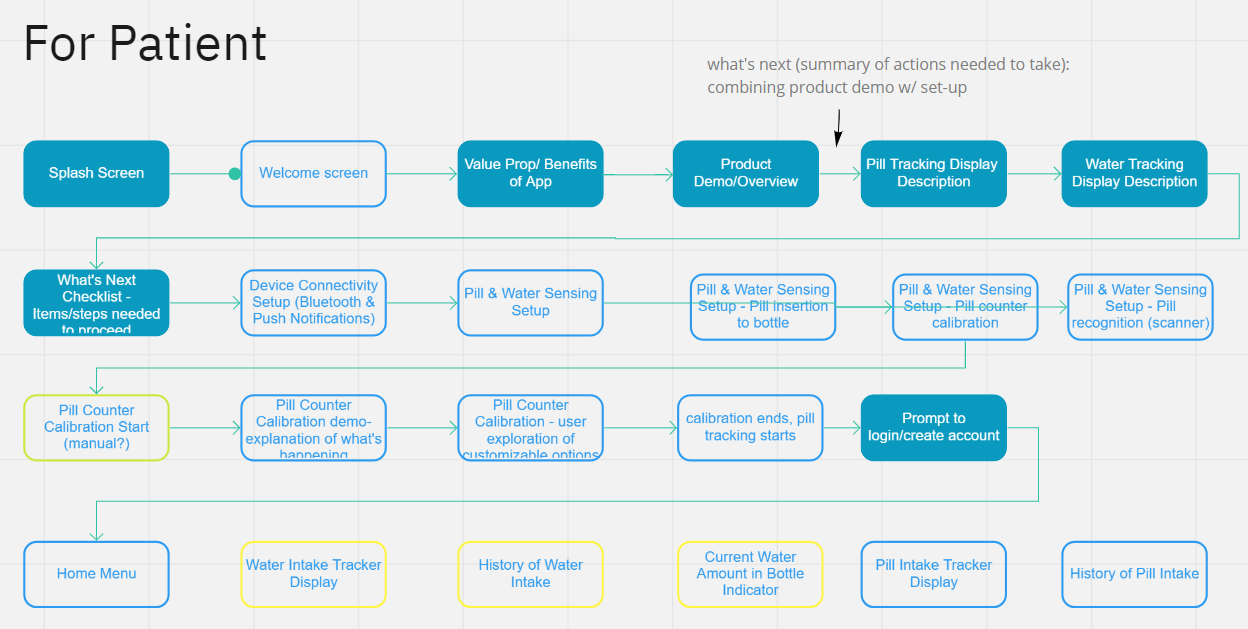 For Patient
what's next (summary of actions needed to take):
combining product demo w/ set-up
Splash Screen
Welcome screen
Value Prop/ Benefits
of App
Product
Demo/Overview
Pill Tracking Display
Description
Water Tracking
Display Description
What's Next
Checklist -
Items/steps needed
to proceed
Device Connectivity
Setup (Bluetooth &
Push Notifications)
Pill & Water Sensing
Setup
Pill & Water Sensing
Setup - Pill insertion
to bottle
Pill & Water Sensing
Setup - Pill counter
calibration
Pill & Water Sensing
Setup - Pill
recognition (scanner)
Pill Counter
Calibration Start
(manual?)
Pill Counter
Calibration demo-
explanation of what's
happening
Pill Counter
Calibration - user
exploration of
customizable options
calibration ends, pill
tracking starts
Prompt to
login/create account
Home Menu
Water Intake Tracker
Display
History of Water
Intake
Current Water
Amount in Bottle
Indicator
Pill Intake Tracker
Display
History of Pill Intake